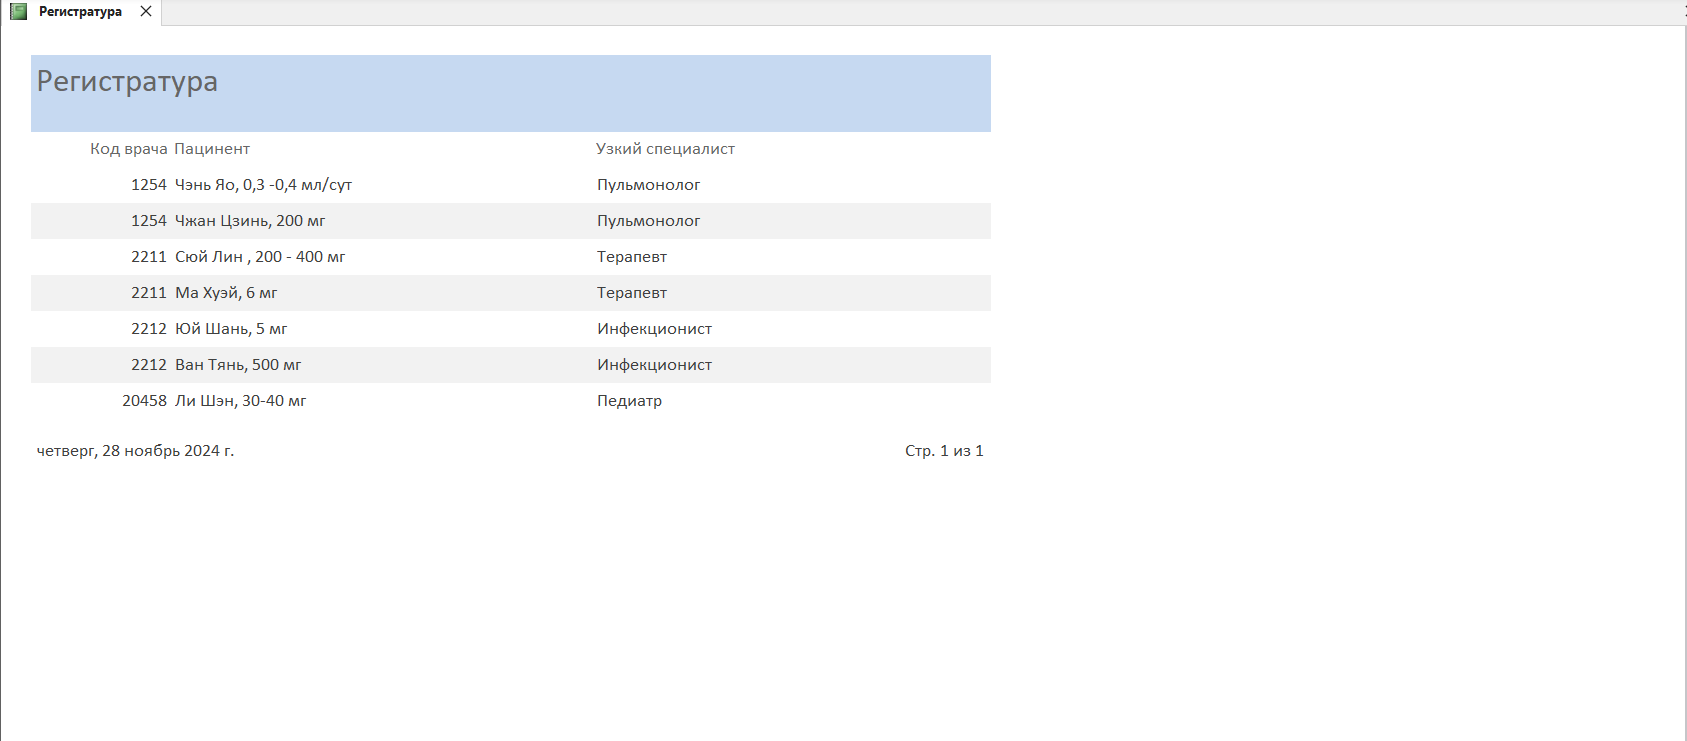 Регистратура
Регистратура
Код врача Пацинент Узкий специалист
1254 Чэнь Яо, 0,3 -0,4 мл/сут Пульмонолог
1254 Чжан Цзинь, 200 мг Пульмонолог
2211 Сюй Лин , 200 - 400 мг Терапевт
2211 Ма Хуэй, 6 мг Терапевт
2212 Юй Шань, 5 мг Инфекционист
2212 Ван Тянь, 500 мг Инфекционист
20458 Ли Шэн, 30-40 мг Педиатр
четверг, 28 ноябрь 2024 г. Стр. 1 из 1